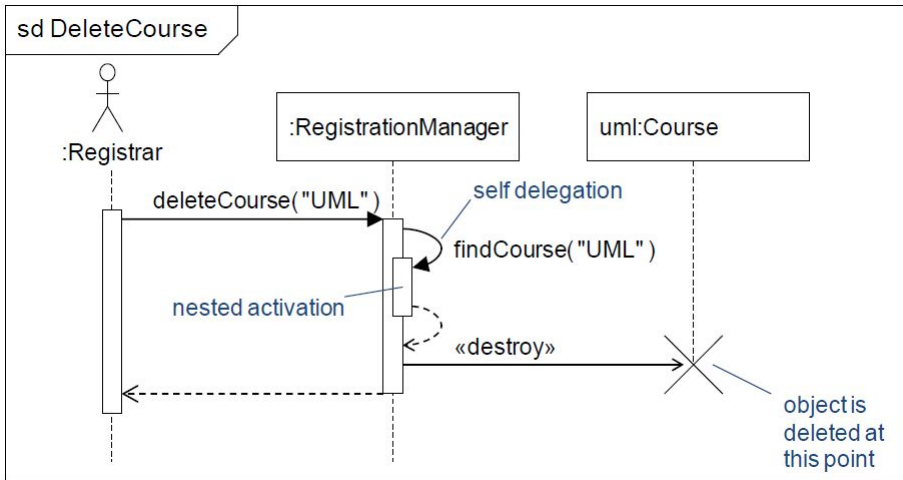 sd DeleteCourse
:Registrar
:RegistrationManager
uml:Course
deleteCourse("UML")
self delegation
findCourse("UML")
nested activation
«destroy»
object is
deleted at
this point